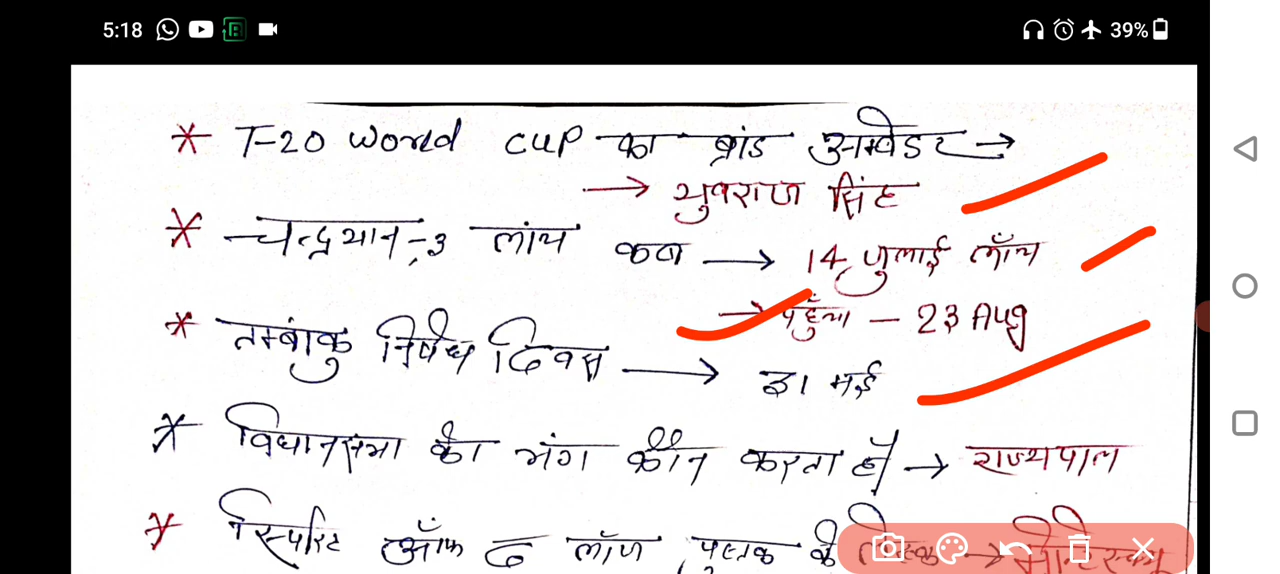 5:18 39%
* T-20 World CUP का ब्रांड अम्बेडर →
→ युवराज सिंह
* चन्द्रयान-3 लांच कब → 14 जुलाई लाँच
→ पहुँचा - 23 Aug
* तम्बांकु निषेध दिवस → 31 मई
* विधानसभा को भंग कौन करता है → राज्यपाल
* स्पिरिट ऑफ द लॉज पुस्तक के →